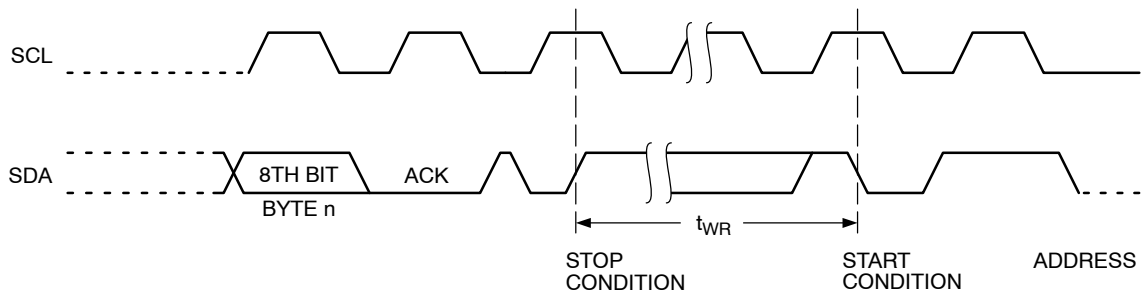 SCL
SDA
8TH BIT
ACK
BYTE n
tWR
STOP
CONDITION
START
CONDITION
ADDRESS